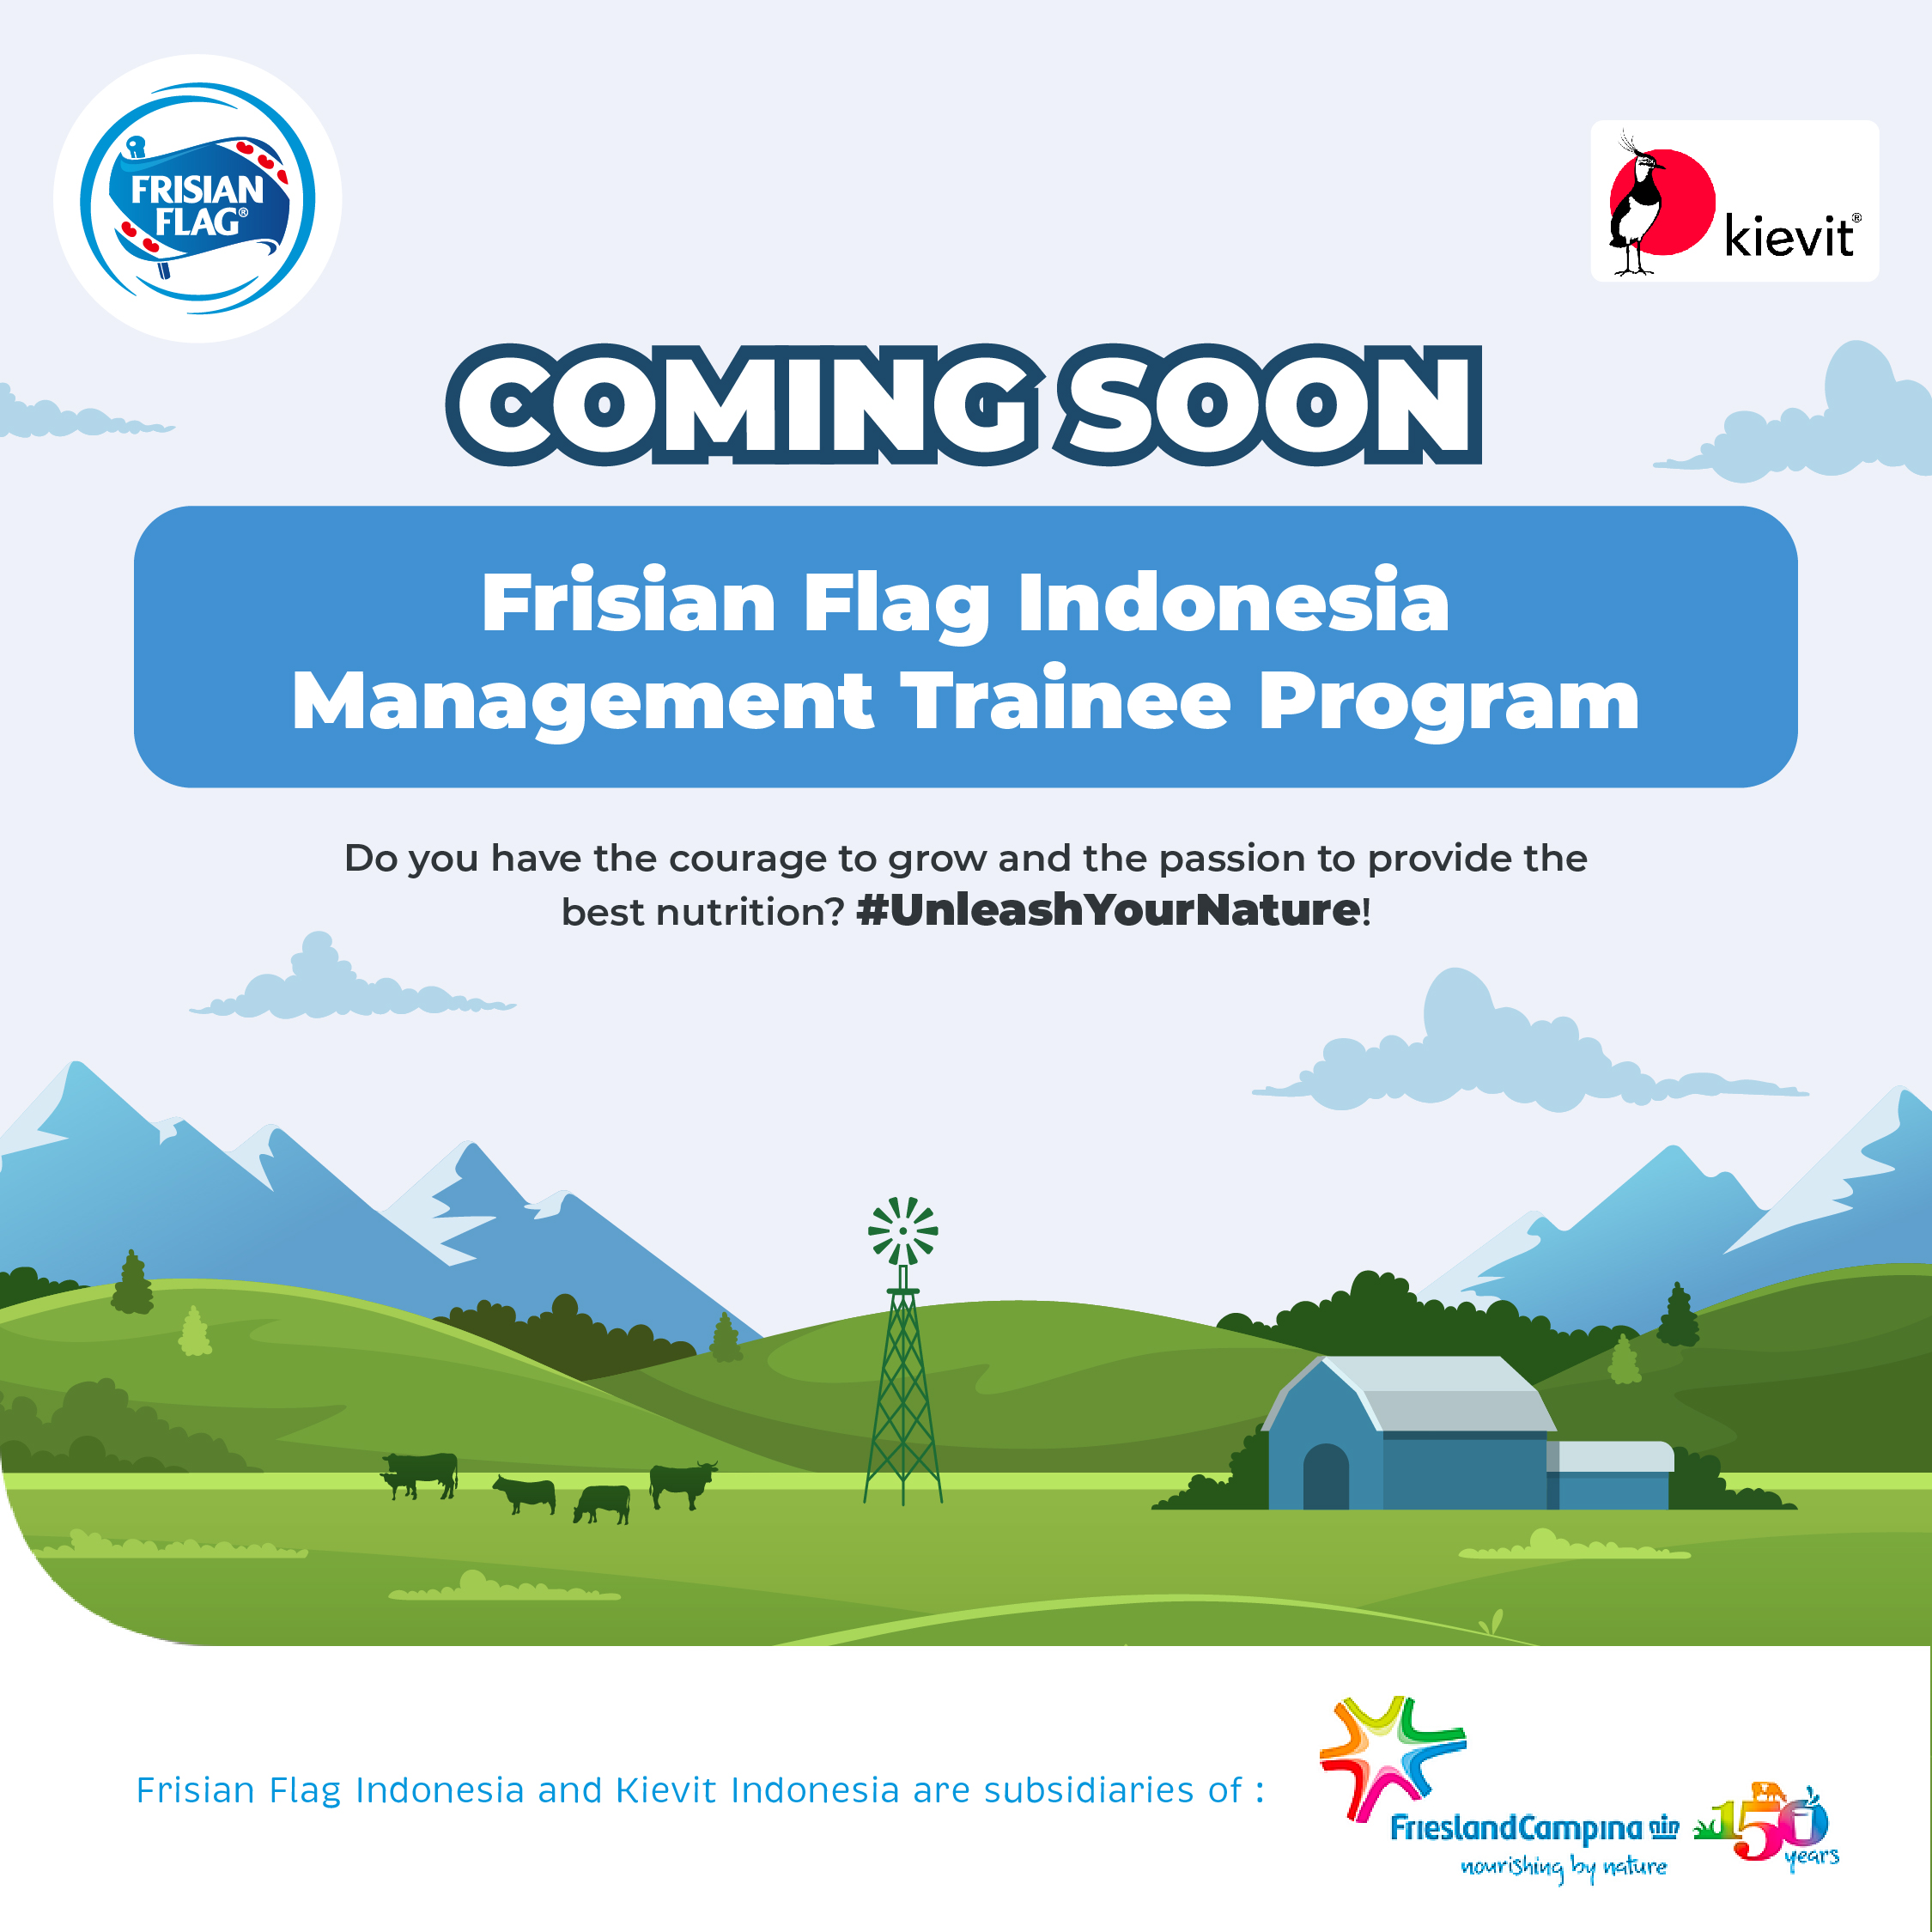 FRISIAN
FLAG®
kievit®
COMING SOON
Frisian Flag Indonesia
Management Trainee Program
Do you have the courage to grow and the passion to provide the
best nutrition? #UnleashYourNature!
Frisian Flag Indonesia and Kievit Indonesia are subsidiaries of :
FrieslandCampina
nourishing by nature
150
years